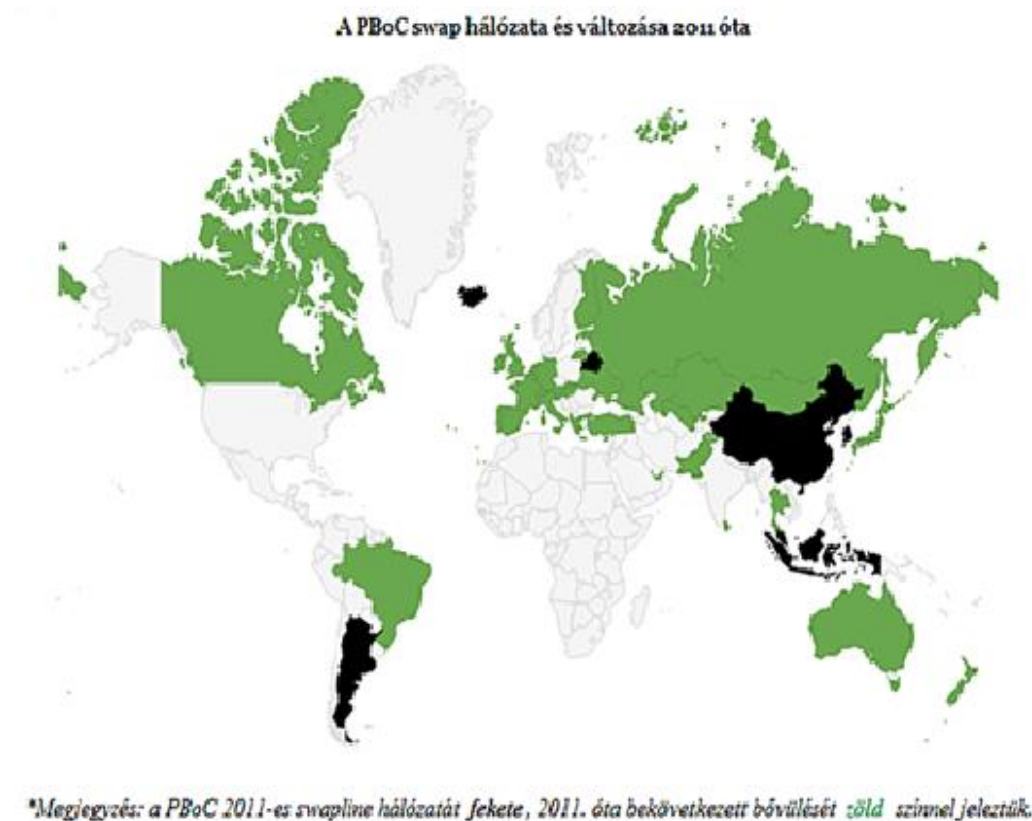 A PBoC swap hálózata és változása 2011 óta
*Megjegyzés: a PBoC 2011-es swapline hálózatát fekete, 2011. óta bekövetkezett bővülését zöld színnel jeleztük.